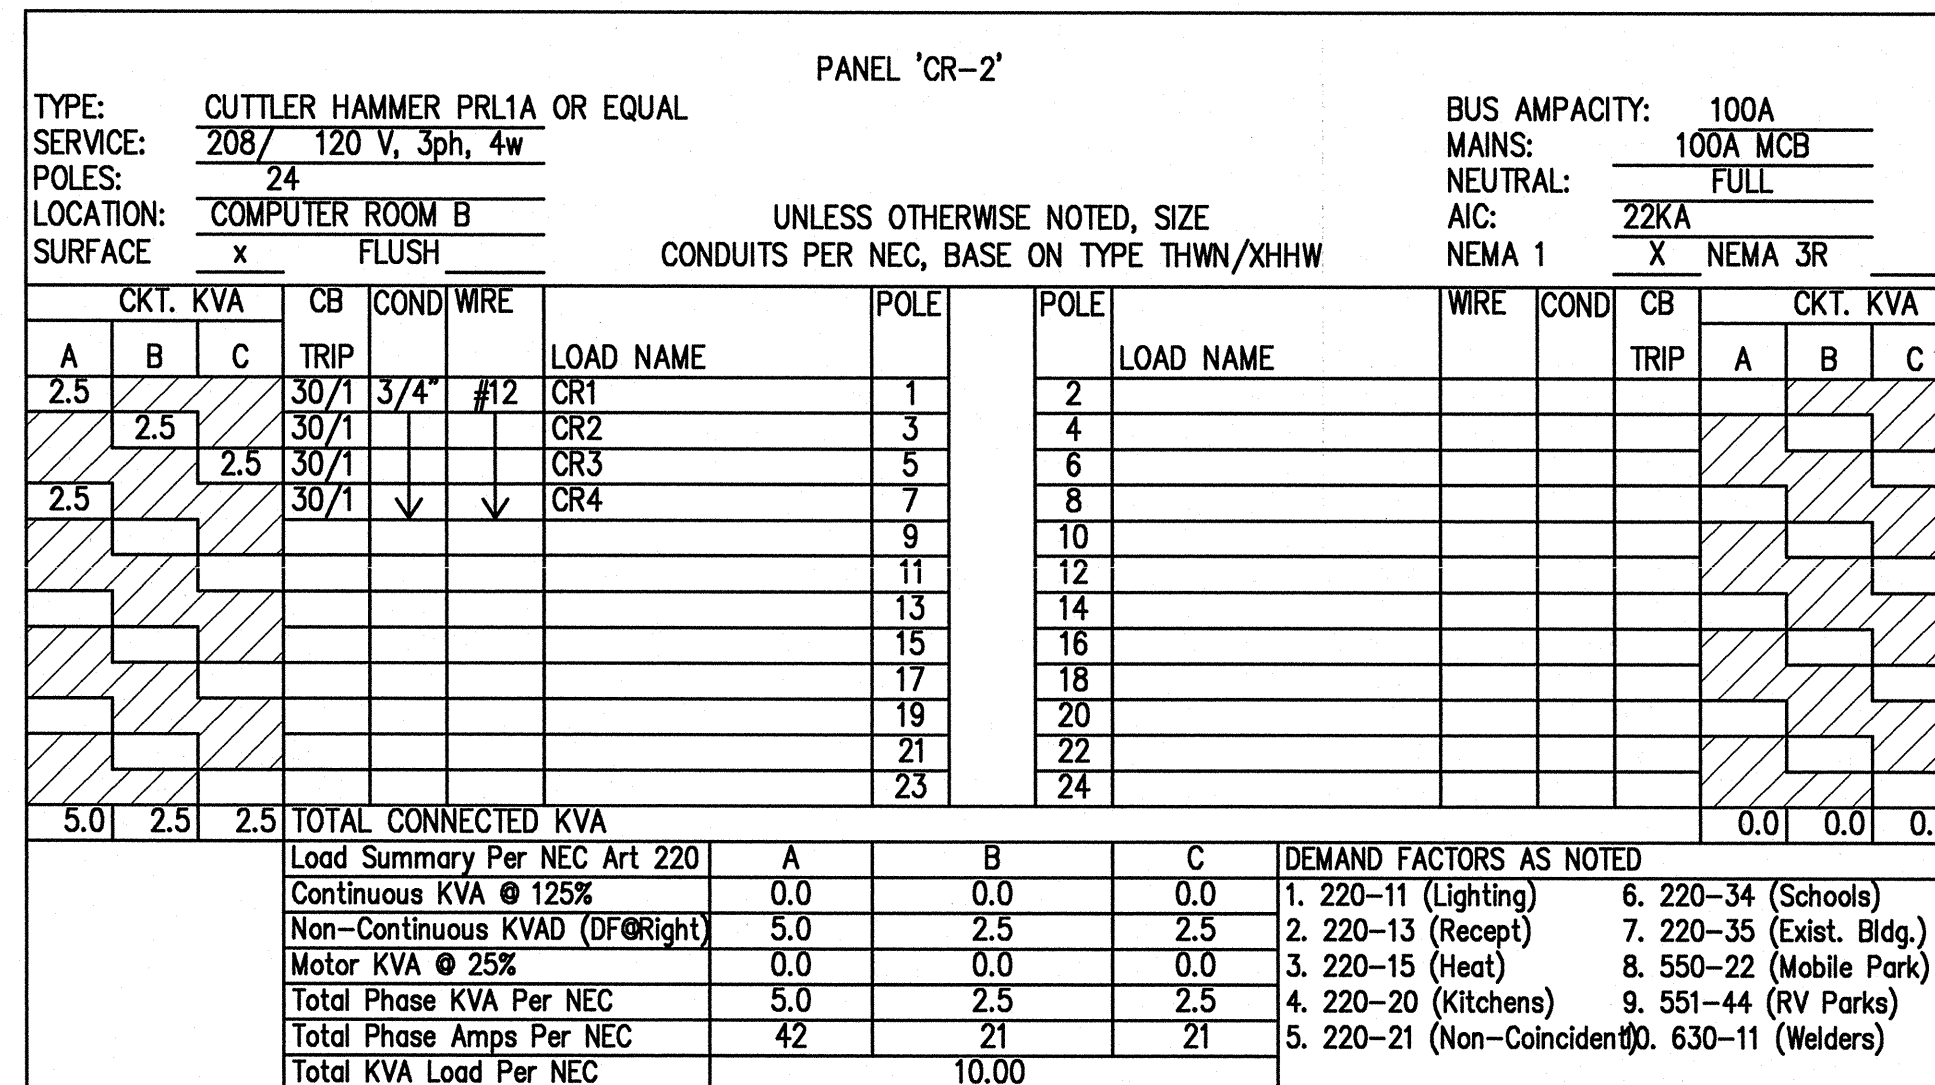 PANEL 'CR-2'
TYPE: CUTTLER HAMMER PRL1A OR EQUAL BUS AMPACITY: 100A
SERVICE: 208/ 120 V, 3ph, 4w MAINS: 100A MCB
POLES: 24 NEUTRAL: FULL
LOCATION: COMPUTER ROOM B UNLESS OTHERWISE NOTED, SIZE AIC: 22KA
SURFACE x FLUSH CONDUITS PER NEC, BASE ON TYPE THWN/XHHW NEMA 1 X NEMA 3R
CKT. KVA CB COND WIRE POLE POLE WIRE COND CB CKT. KVA
A B C TRIP LOAD NAME LOAD NAME TRIP A B C
2.5 30/1 3/4" #12 CR1 1 2
2.5 30/1 CR2 3 4
2.5 30/1 CR3 5 6
2.5 30/1 CR4 7 8
9 10
11 12
13 14
15 16
17 18
19 20
21 22
23 24
5.0 2.5 2.5 TOTAL CONNECTED KVA 0.0 0.0 0.
Load Summary Per NEC Art 220 A B C DEMAND FACTORS AS NOTED
Continuous KVA @ 125% 0.0 0.0 0.0 1. 220-11 (Lighting) 6. 220-34 (Schools)
Non-Continuous KVAD (DF@Right) 5.0 2.5 2.5 2. 220-13 (Recept) 7. 220-35 (Exist. Bldg.)
Motor KVA @ 25% 0.0 0.0 0.0 3. 220-15 (Heat) 8. 550-22 (Mobile Park)
Total Phase KVA Per NEC 5.0 2.5 2.5 4. 220-20 (Kitchens) 9. 551-44 (RV Parks)
Total Phase Amps Per NEC 42 21 21 5. 220-21 (Non-Coincident) 10. 630-11 (Welders)
Total KVA Load Per NEC 10.00